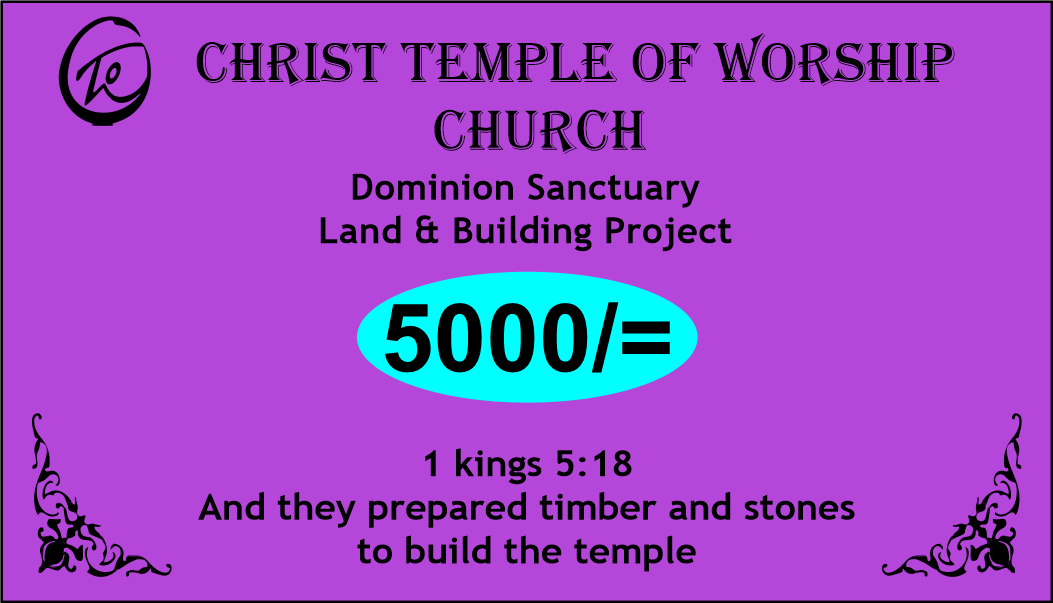 CHRIST TEMPLE OF WORSHIP
CHURCH
Dominion Sanctuary
Land & Building Project
5000/=
1 kings 5:18
And they prepared timber and stones
to build the temple